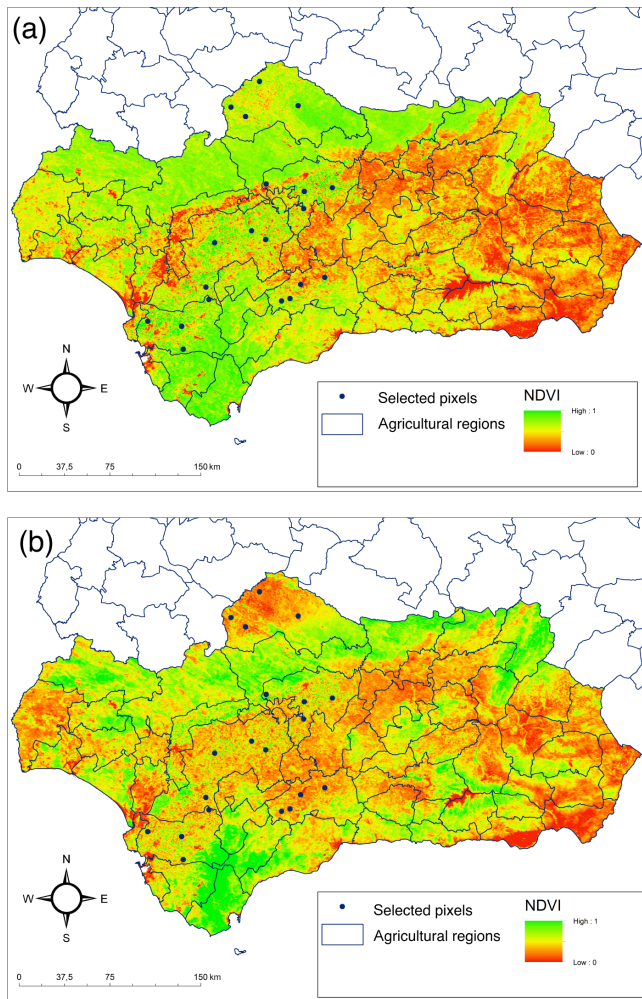 (a)
N
W E
S
0 37,5 75 150 km
Selected pixels
Agricultural regions
NDVI
High : 1
Low : 0
(b)
N
W E
S
0 37,5 75 150 km
Selected pixels
Agricultural regions
NDVI
High : 1
Low : 0